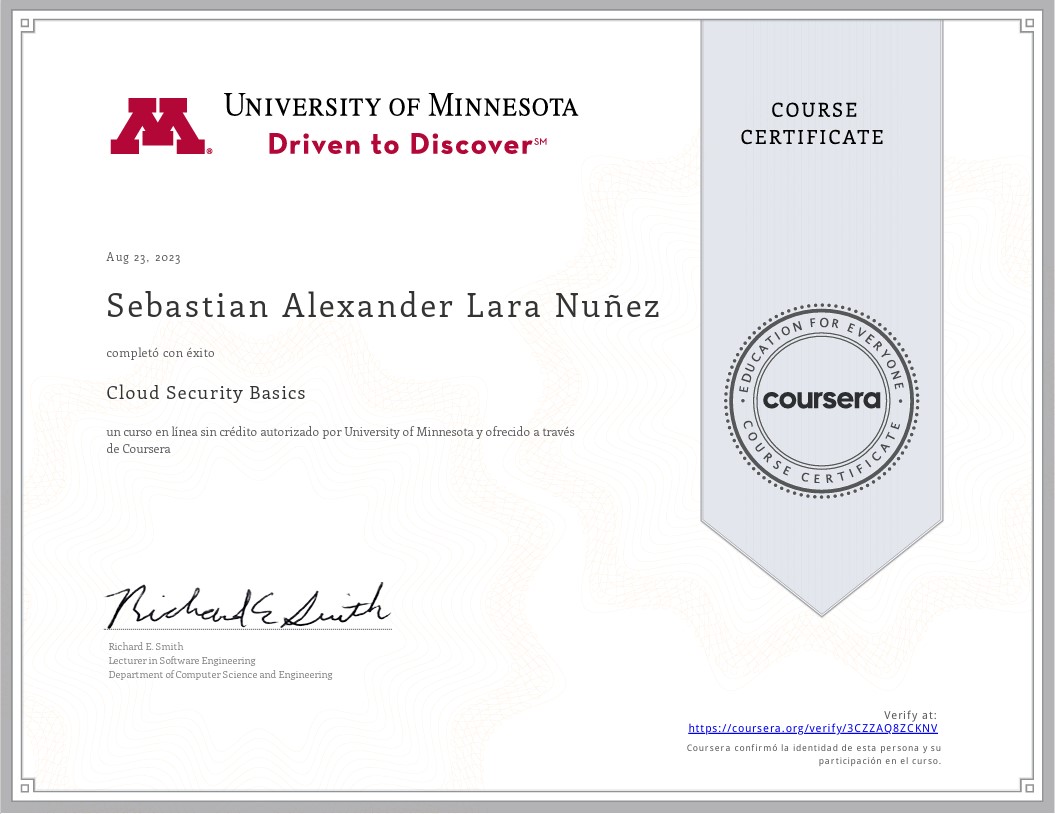 UNIVERSITY OF MINNESOTA
Driven to Discover℠
COURSE
CERTIFICATE
Aug 23, 2023
Sebastian Alexander Lara Nuñez
completó con éxito
Cloud Security Basics
un curso en línea sin crédito autorizado por University of Minnesota y ofrecido a través
de Coursera
EDUCATION FOR EVERYONE
coursera
COURSE CERTIFICATE
Richard E Smith
Richard E. Smith
Lecturer in Software Engineering
Department of Computer Science and Engineering
Verify at:
https://coursera.org/verify/3CZZAQ8ZCKNV
Coursera confirmó la identidad de esta persona y su
participación en el curso.